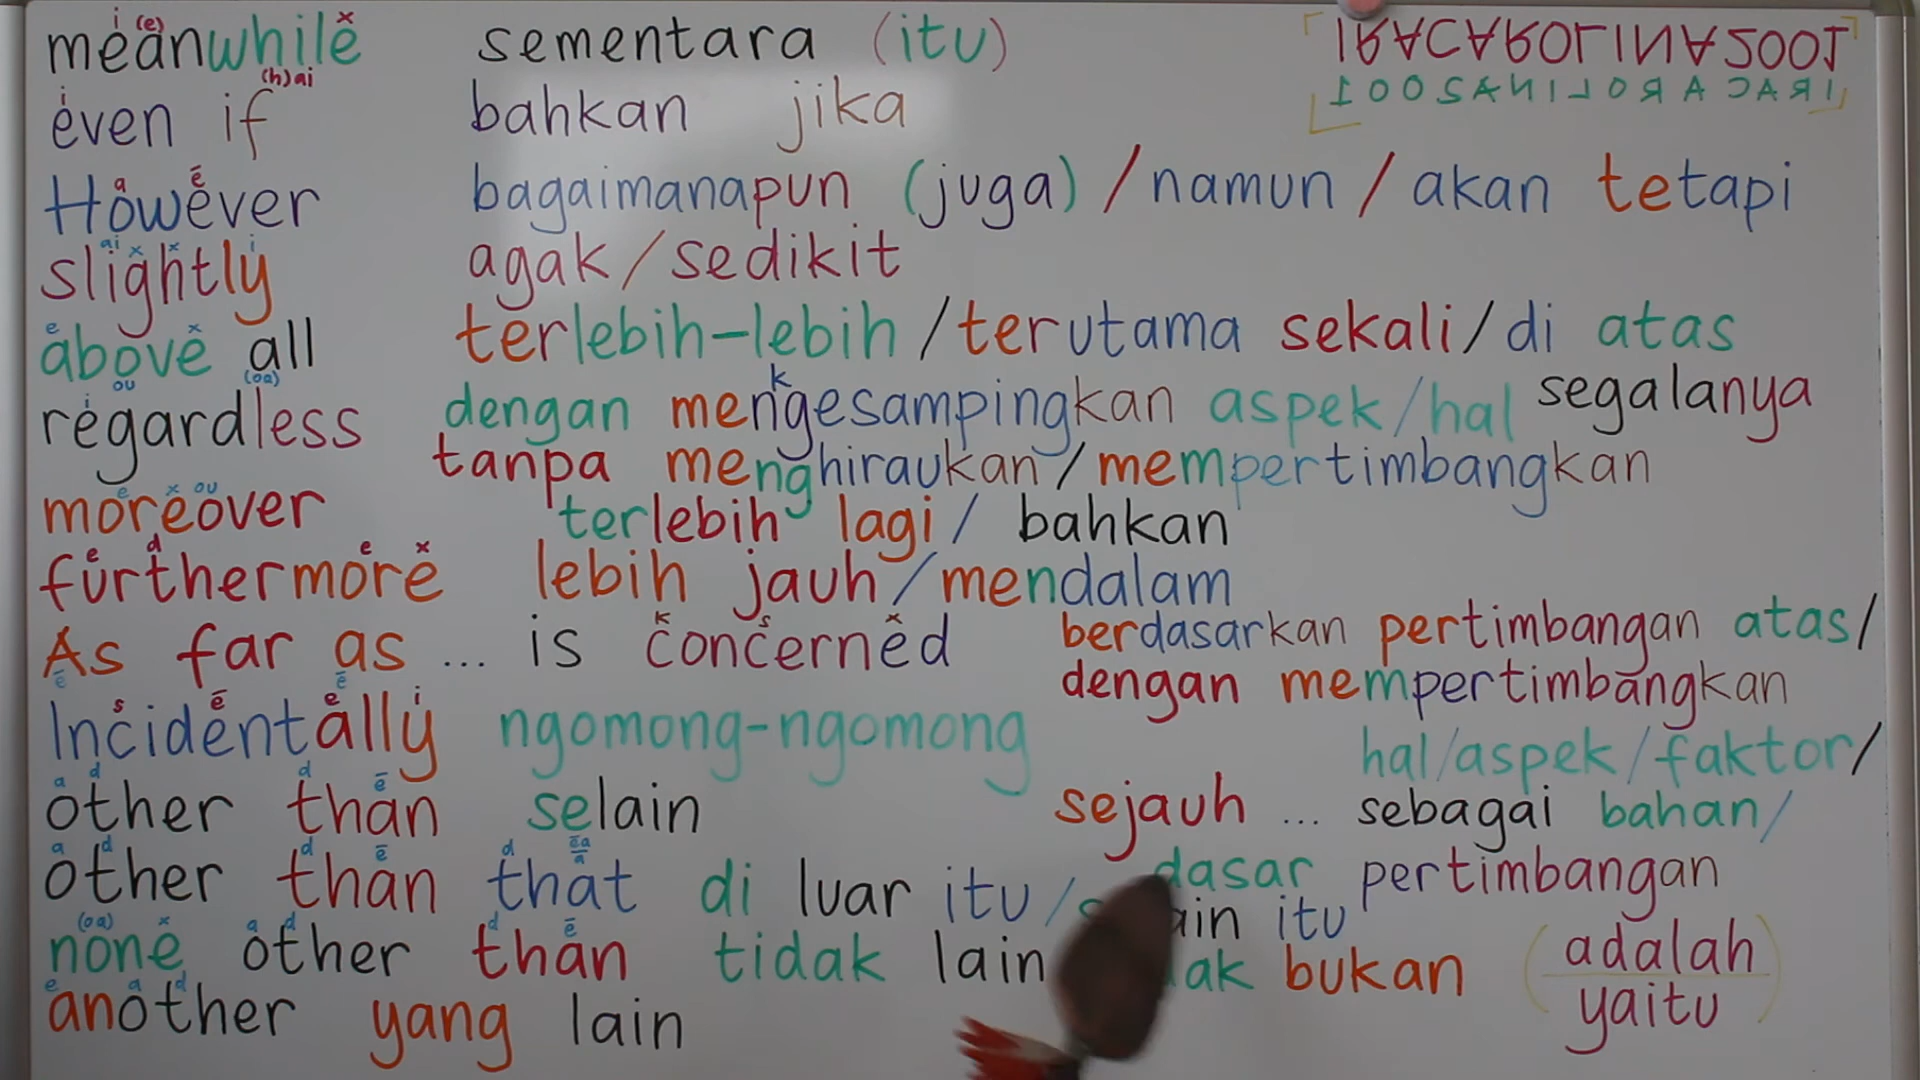 meanwhile sementara (itu)
IRACAROLINA2001
IRACAROLINAS001
even if bahkan jika
However bagaimanapun (juga) / namun / akan tetapi
slightly agak / sedikit
above all terlebih-lebih / terutama sekali / di atas segalanya
regardless dengan mengesampingkan aspek / hal
tanpa menghiraukan / mempertimbangkan
moreover terlebih lagi / bahkan
furthermore lebih jauh / mendalam
As far as ... is concerned berdasarkan pertimbangan atas /
dengan mempertimbangkan
hal / aspek / faktor /
sejauh ... sebagai bahan /
dasar pertimbangan
Incidentally ngomong-ngomong
other than selain
other than that di luar itu / itu
none other than tidak lain bukan (adalah
yaitu)
another yang lain